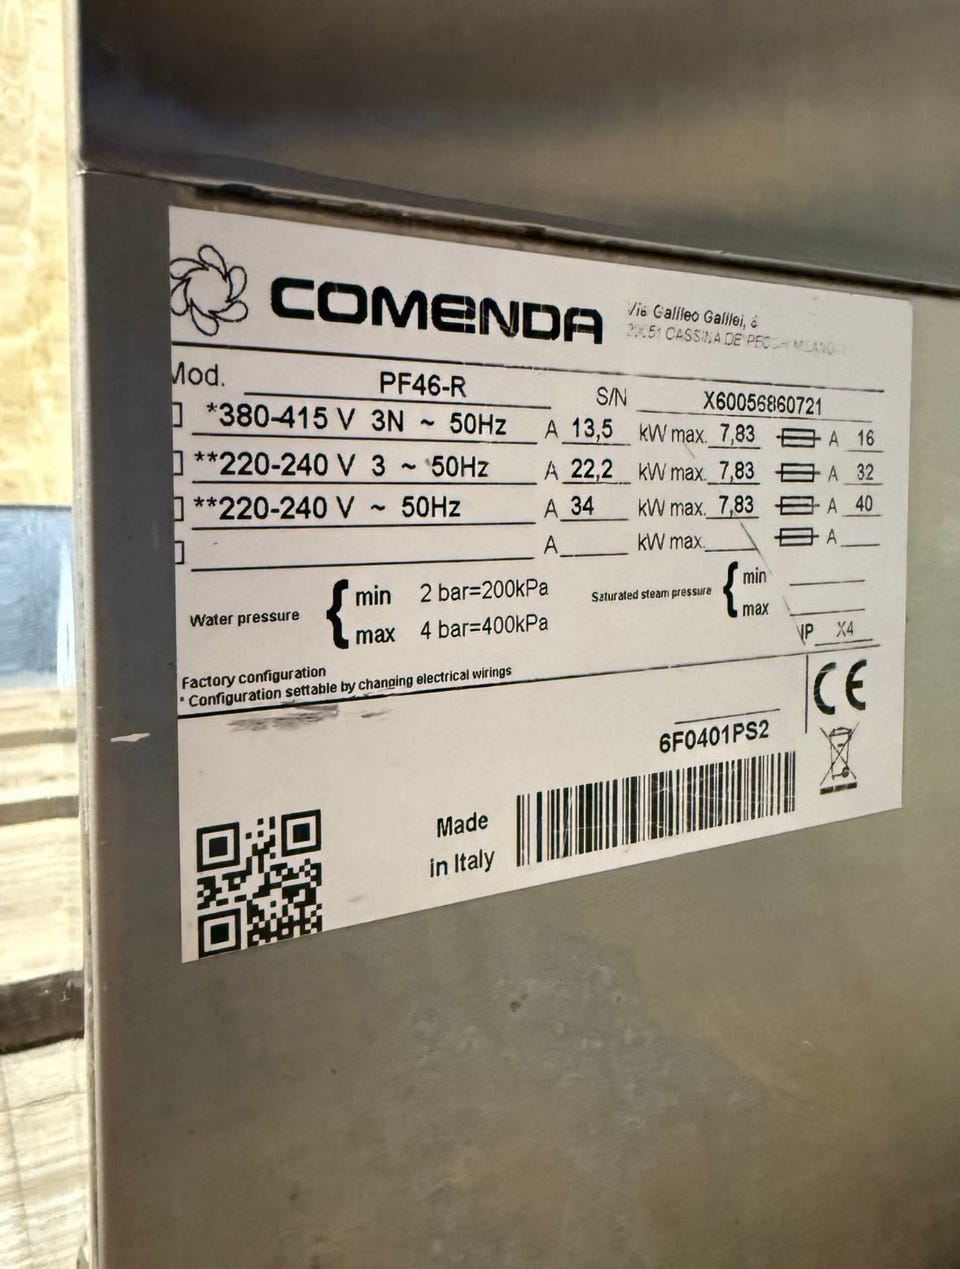 COMENDA
Via Galileo Galilei, 8
CASSINA DE PECCHI MILANO
Mod. PF46-R S/N X60056860721
*380-415 V 3N ~ 50Hz A 13,5 kW max. 7,83 A 16
**220-240 V 3 ~ 50Hz A 22,2 kW max. 7,83 A 32
**220-240 V ~ 50Hz A 34 kW max. 7,83 A 40
A kW max. A
Water pressure { min 2 bar=200kPa
max 4 bar=400kPa
Saturated steam pressure { min
max
IP X4
Factory configuration
* Configuration settable by changing electrical wirings
CE
6F0401PS2
Made
in Italy